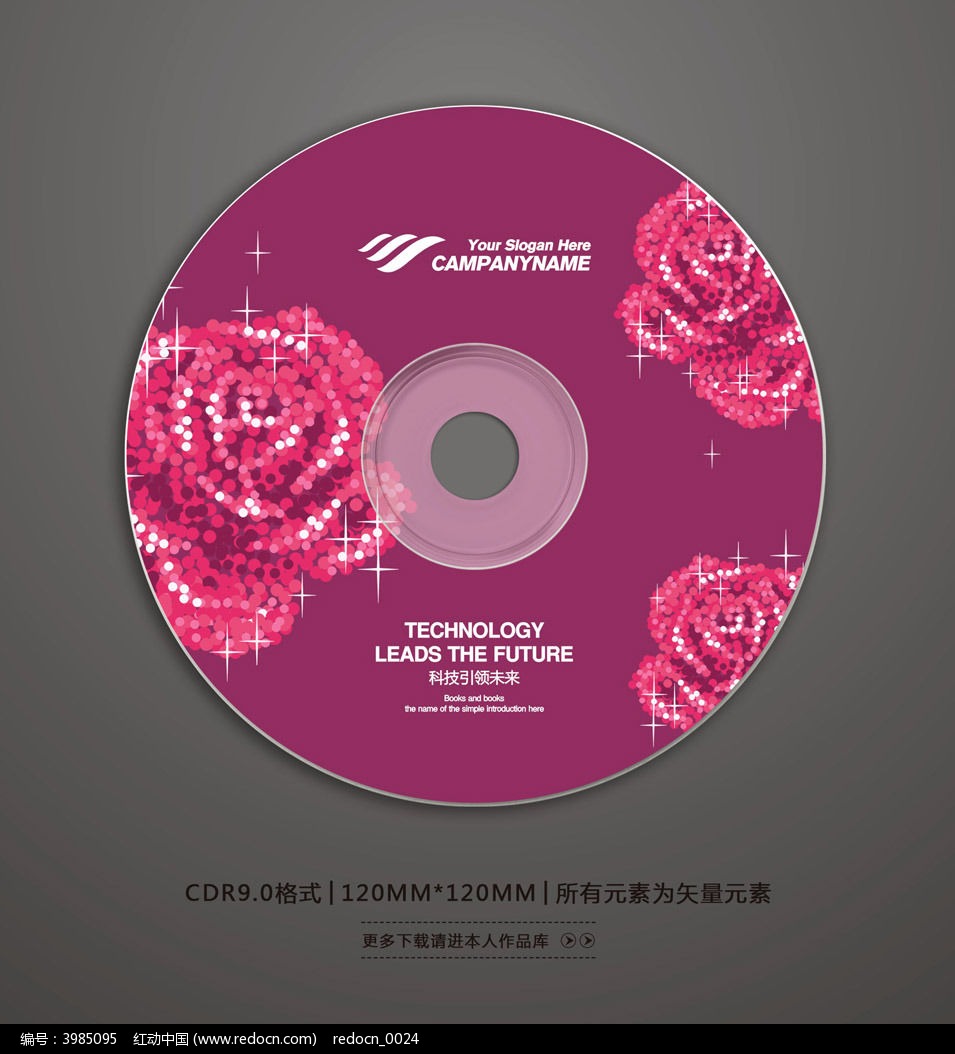 Your Slogan Here
CAMPANYNAME
TECHNOLOGY
LEADS THE FUTURE
科技引领未来
Books and books
the name of the simple introduction here
CDR9.0格式|120MM*120MM|所有元素为矢量元素
更多下载请进本人作品库
编号：3985095 红动中国 (www.redocn.com) redocn_0024